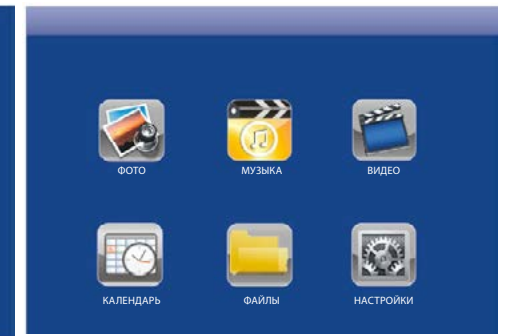 ФОТО
МУЗЫКА
ВИДЕО
КАЛЕНДАРЬ
ФАЙЛЫ
НАСТРОЙКИ